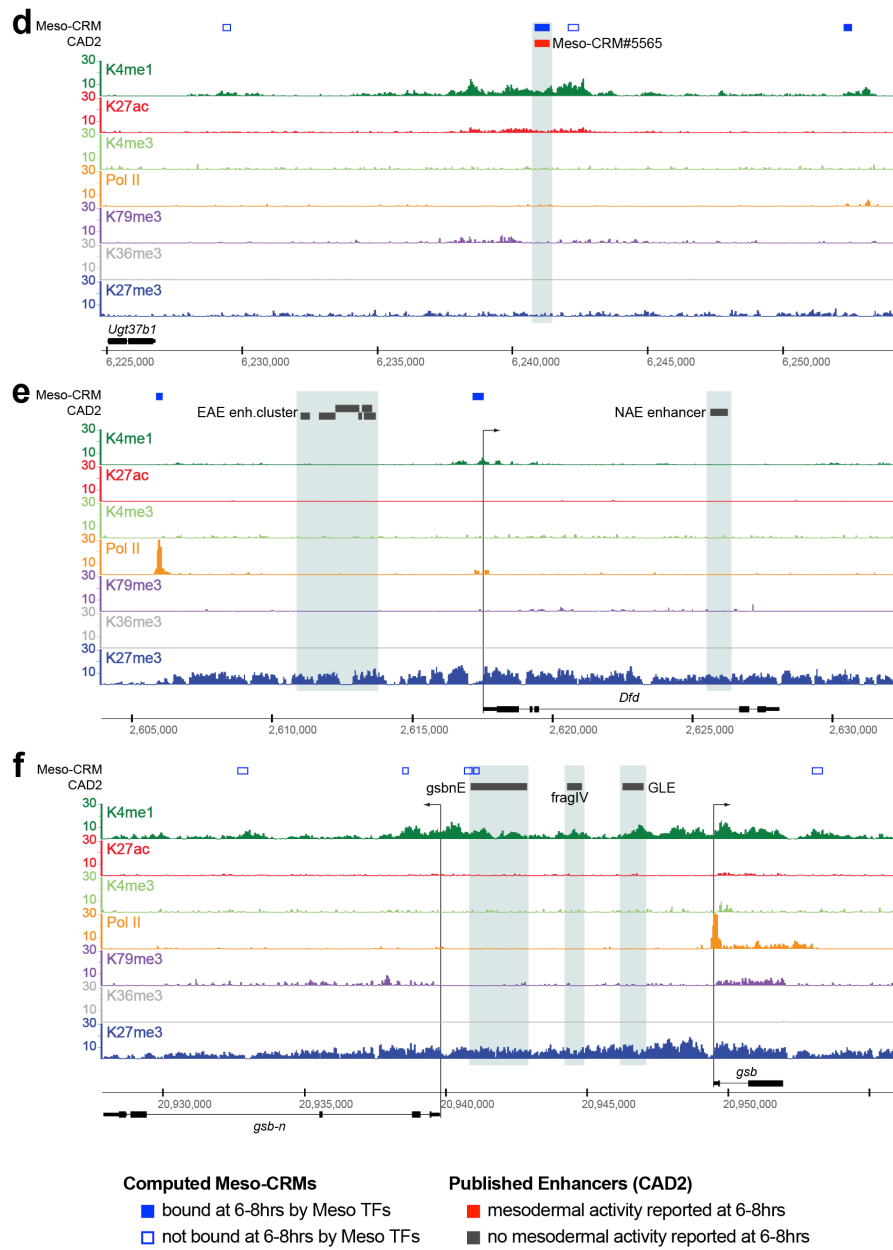 d
Meso-CRM
CAD2 Meso-CRM#5565
30 K4me1
10
30 K27ac
10
30 K4me3
10
30 Pol II
10
30 K79me3
10
30 K36me3
10
30 K27me3
10
Ugt37b1
6,225,000 6,230,000 6,235,000 6,240,000 6,245,000 6,250,000
e
Meso-CRM
CAD2 EAE enh.cluster NAE enhancer
30 K4me1
10
30 K27ac
10
30 K4me3
10
30 Pol II
10
30 K79me3
10
30 K36me3
10
30 K27me3
10
Dfd
2,605,000 2,610,000 2,615,000 2,620,000 2,625,000 2,630,000
f
Meso-CRM
CAD2 gsbnE fragIV GLE
30 K4me1
10
30 K27ac
10
30 K4me3
10
30 Pol II
10
30 K79me3
10
30 K36me3
10
30 K27me3
10
gsb
20,930,000 20,935,000 20,940,000 20,945,000 20,950,000
gsb-n
Computed Meso-CRMs Published Enhancers (CAD2)
bound at 6-8hrs by Meso TFs mesodermal activity reported at 6-8hrs
not bound at 6-8hrs by Meso TFs no mesodermal activity reported at 6-8hrs